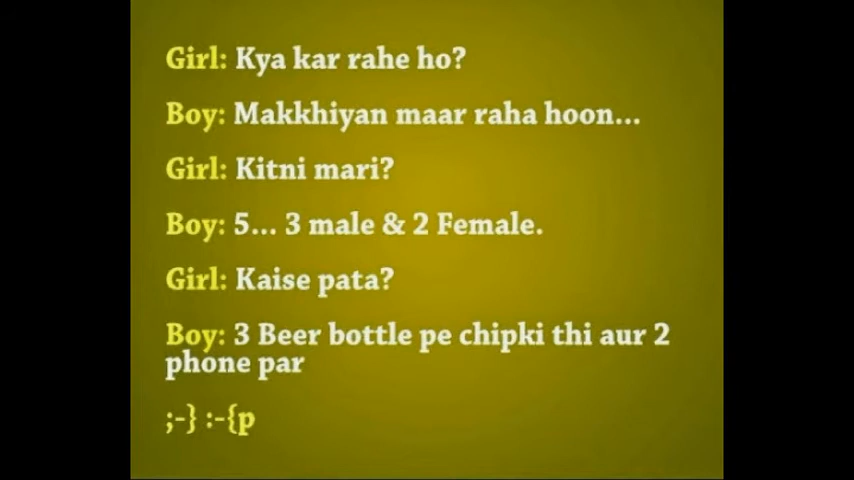 Girl: Kya kar rahe ho?
Boy: Makkhiyan maar raha hoon...
Girl: Kitni mari?
Boy: 5... 3 male & 2 Female.
Girl: Kaise pata?
Boy: 3 Beer bottle pe chipki thi aur 2
phone par
;-} :-{p